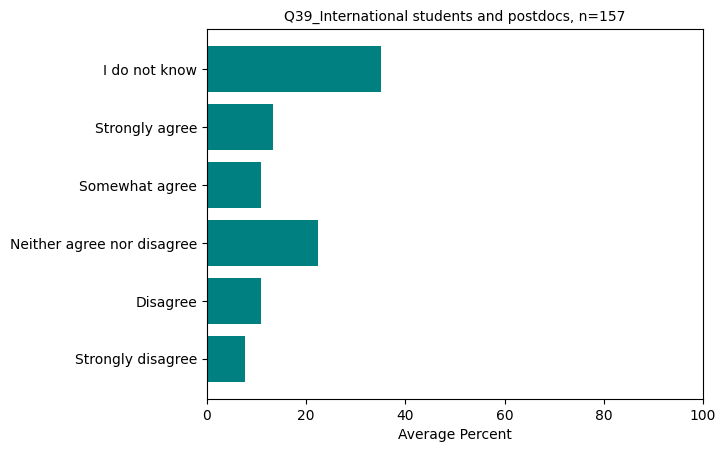 Q39_International students and postdocs, n=157
I do not know
Strongly agree
Somewhat agree
Neither agree nor disagree
Disagree
Strongly disagree
0 20 40 60 80 100
Average Percent